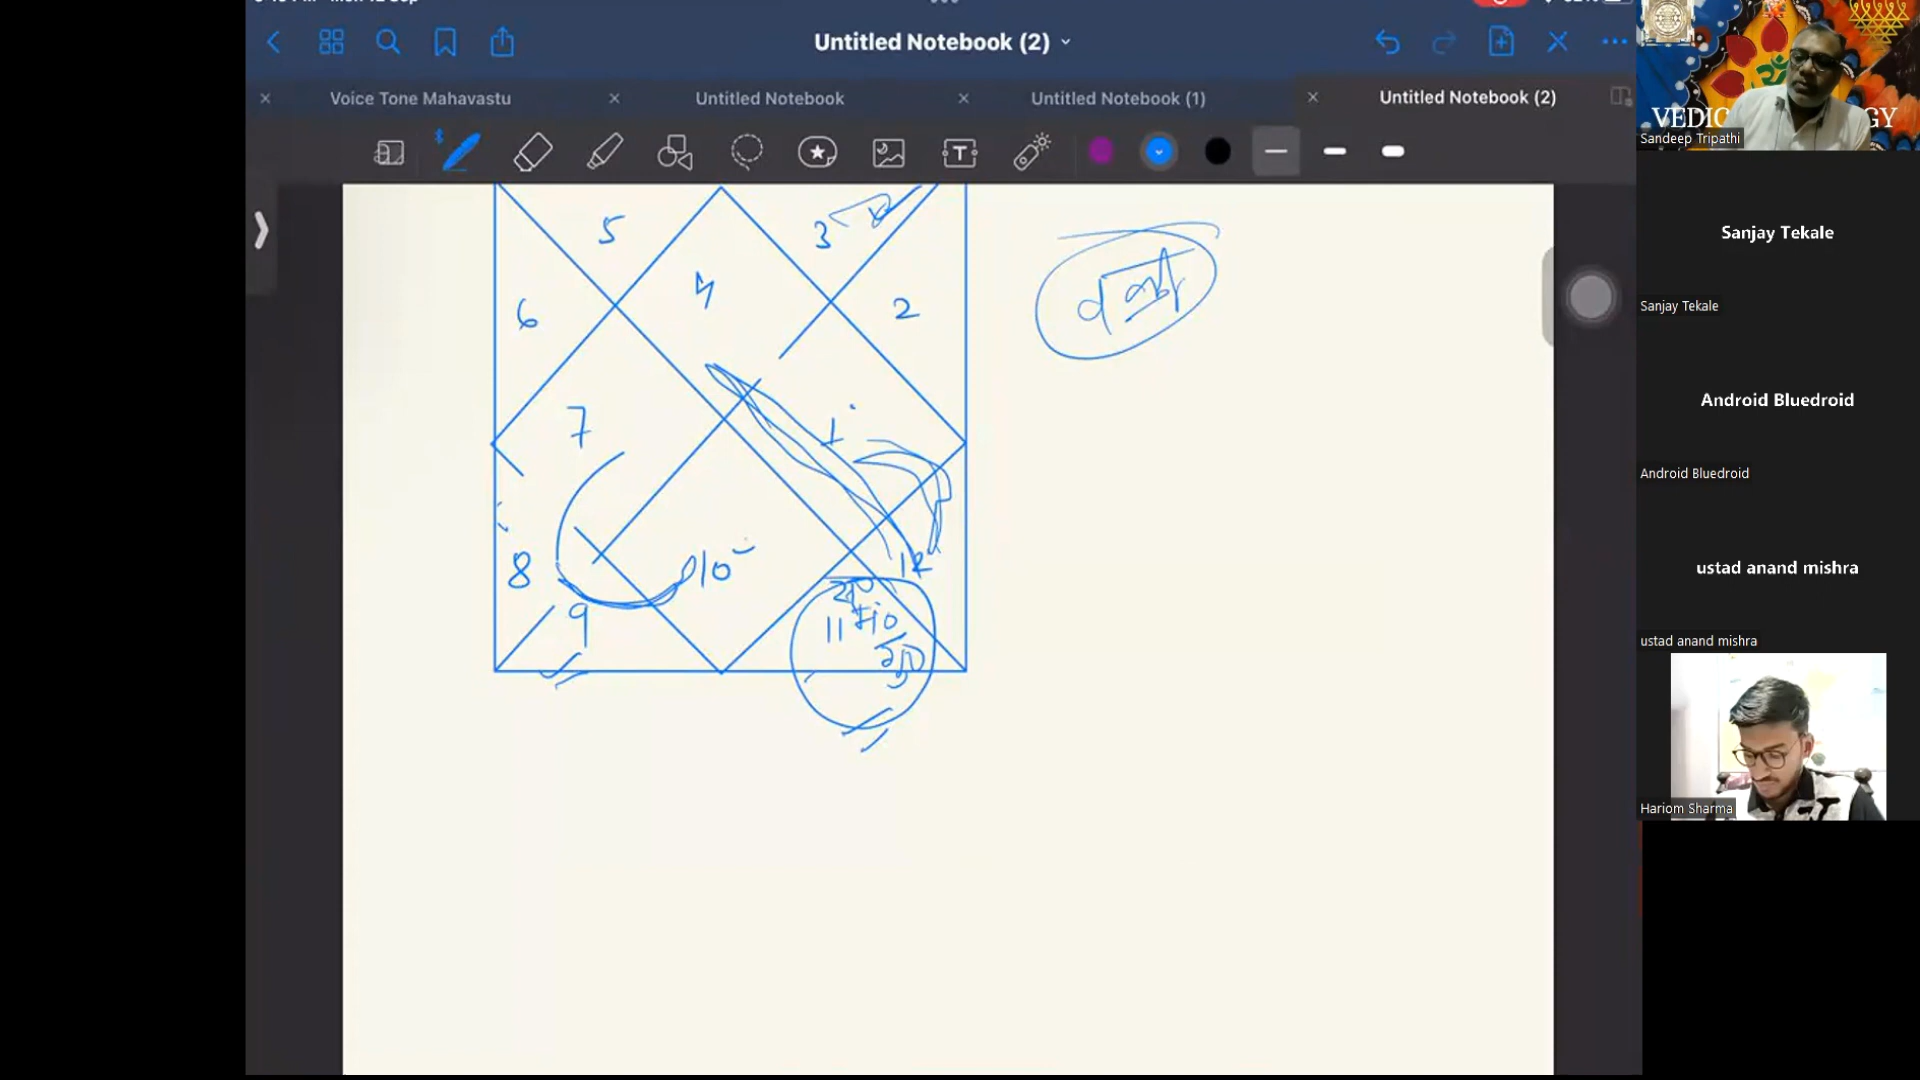 Untitled Notebook (2)
Voice Tone Mahavastu
Untitled Notebook
Untitled Notebook (1)
Untitled Notebook (2)
5
3
6
4
2
7
1
8
10
12
9
11
VEDIC
GY
Sandeep Tripathi
Sanjay Tekale
Sanjay Tekale
Android Bluedroid
Android Bluedroid
ustad anand mishra
ustad anand mishra
Hariom Sharma